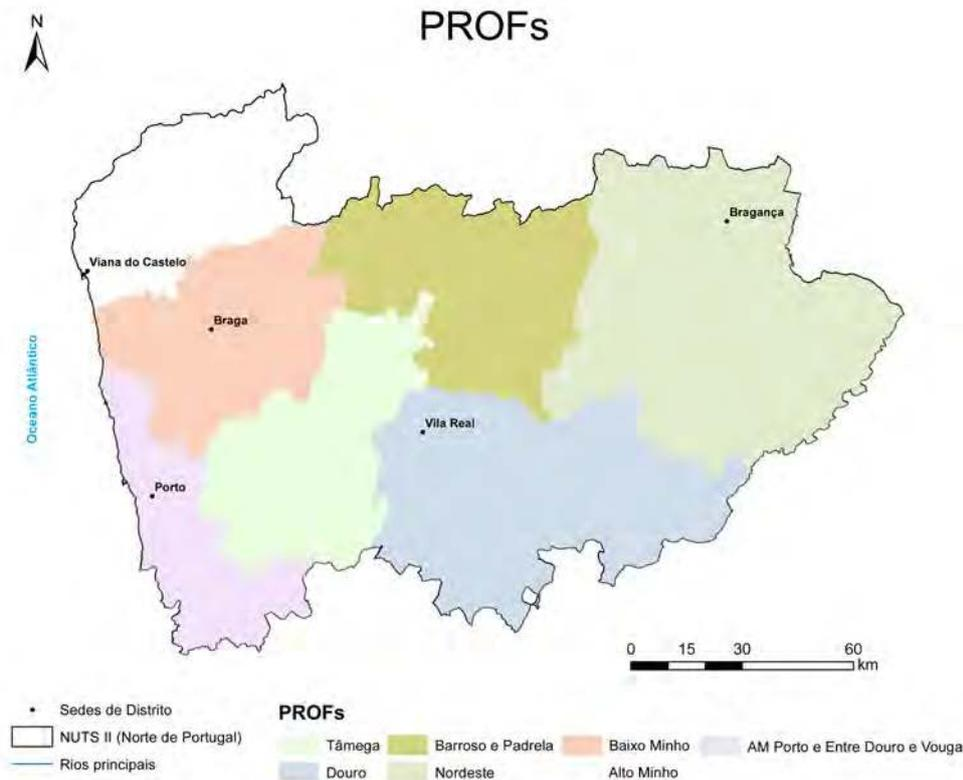 PROFs
N
Bragança
Viana do Castelo
Braga
Oceano Atlântico
Vila Real
Porto
0 15 30 60
km
Sedes de Distrito
NUTS II (Norte de Portugal)
Rios principais
PROFs
Tâmega Barroso e Padrela Baixo Minho AM Porto e Entre Douro e Vouga
Douro Nordeste Alto Minho